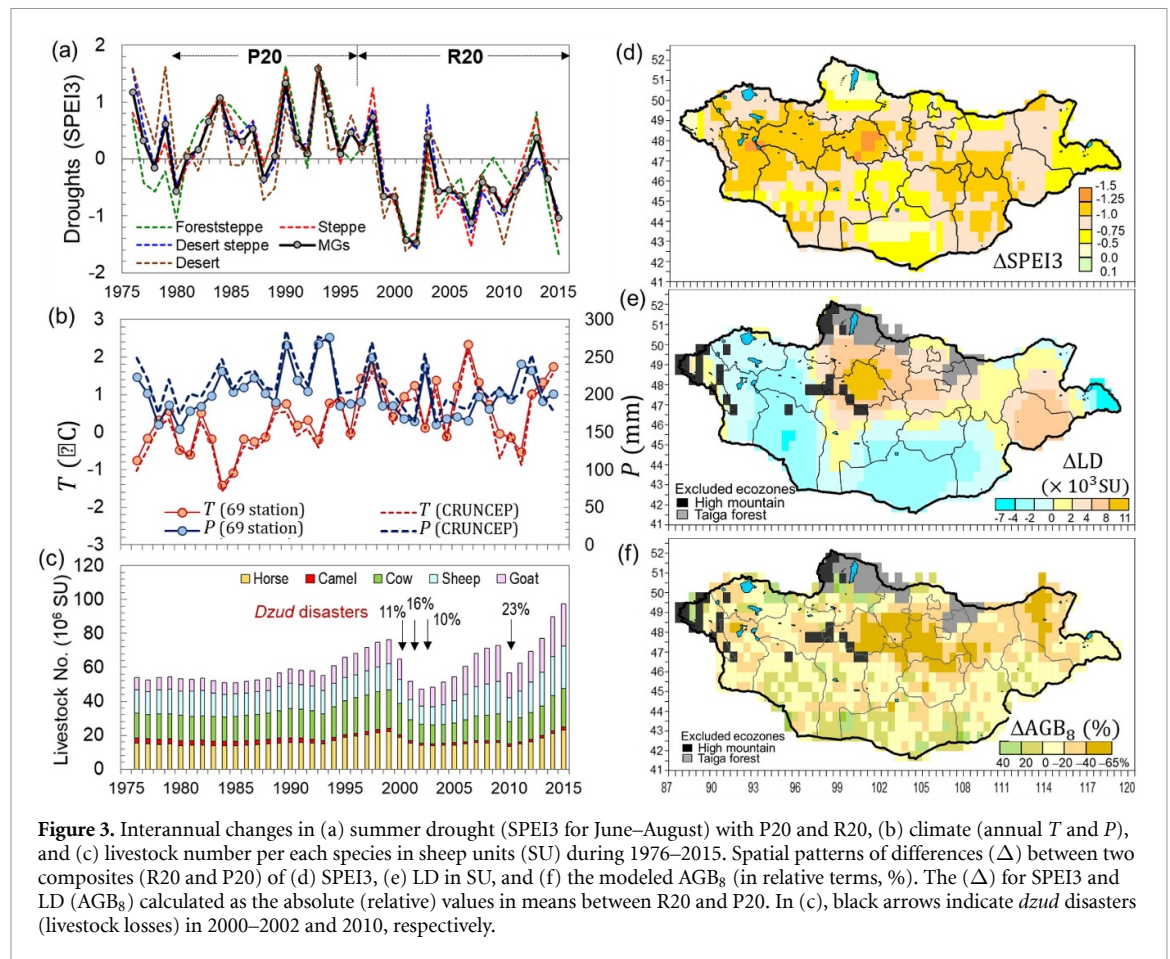 (a)
2
1
0
-1
-2
Droughts (SPEI3)
P20
R20
Foreststeppe
Steppe
Desert steppe
MGs
Desert
1975 1980 1985 1990 1995 2000 2005 2010 2015
(b)
3
2
1
0
-1
-2
-3
T (□C)
300
250
200
150
100
50
0
P (mm)
T (69 station)
T (CRUNCEP)
P (69 station)
P (CRUNCEP)
(c)
120
100
80
60
40
20
0
Livestock No. (10⁶ SU)
Horse Camel Cow Sheep Goat
Dzud disasters
11%
16%
10%
23%
1975 1980 1985 1990 1995 2000 2005 2010 2015
(d)
52
51
50
49
48
47
46
45
44
43
42
41
ΔSPEI3
-1.5
-1.25
-1.0
-0.75
-0.5
0.0
0.1
(e)
52
51
50
49
48
47
46
45
44
43
42
41
Excluded ecozones
High mountain
Taiga forest
ΔLD
(× 10³SU)
-7 -4 -2 0 2 4 8 11
(f)
52
51
50
49
48
47
46
45
44
43
42
41
Excluded ecozones
High mountain
Taiga forest
ΔAGB₈ (%)
40 20 0 –20 –40 –65%
87 90 93 96 99 102 105 108 111 114 117 120
Figure 3. Interannual changes in (a) summer drought (SPEI3 for June–August) with P20 and R20, (b) climate (annual T and P),
and (c) livestock number per each species in sheep units (SU) during 1976–2015. Spatial patterns of differences (Δ) between two
composites (R20 and P20) of (d) SPEI3, (e) LD in SU, and (f) the modeled AGB₈ (in relative terms, %). The (Δ) for SPEI3 and
LD (AGB₈) calculated as the absolute (relative) values in means between R20 and P20. In (c), black arrows indicate dzud disasters
(livestock losses) in 2000–2002 and 2010, respectively.